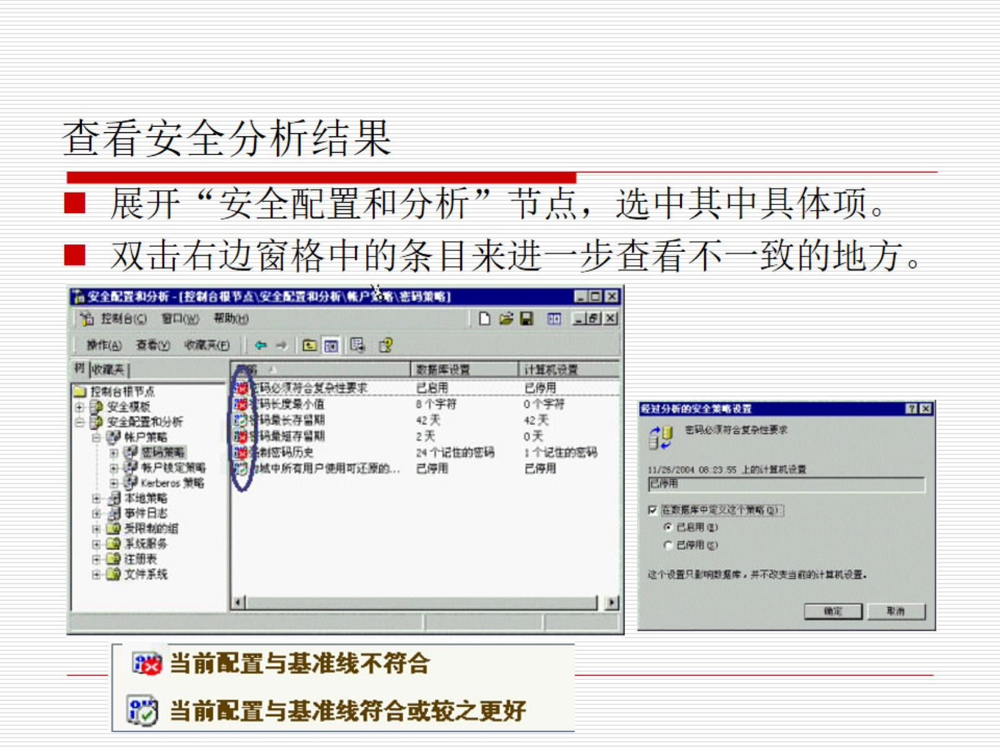 查看安全分析结果
展开“安全配置和分析”节点，选中其中具体项。
双击右边窗格中的条目来进一步查看不一致的地方。
安全配置和分析 - [控制台根节点\安全配置和分析\帐户策略\密码策略]
控制台(C) 窗口(W) 帮助(H)
操作(A) 查看(V) 收藏夹(F)
树 收藏夹
控制台根节点
安全模板
安全配置和分析
帐户策略
密码策略
帐户锁定策略
Kerberos 策略
本地策略
事件日志
受限制的组
系统服务
注册表
文件系统
略 数据库设置 计算机设置
密码必须符合复杂性要求 已启用 已停用
密码长度最小值 8 个字符 0 个字符
密码最长存留期 42 天 42 天
密码最短存留期 2 天 0 天
强制密码历史 24 个记住的密码 1 个记住的密码
域中所有用户使用可还原的... 已停用 已停用
经过分析的安全策略设置
密码必须符合复杂性要求
11/26/2004 08:23:55 上的计算机设置
已停用
在数据库中定义这个策略(D):
已启用(E)
已停用(S)
这个设置只影响数据库，并不改变当前的计算机设置。
确定 取消
当前配置与基准线不符合
当前配置与基准线符合或较之更好